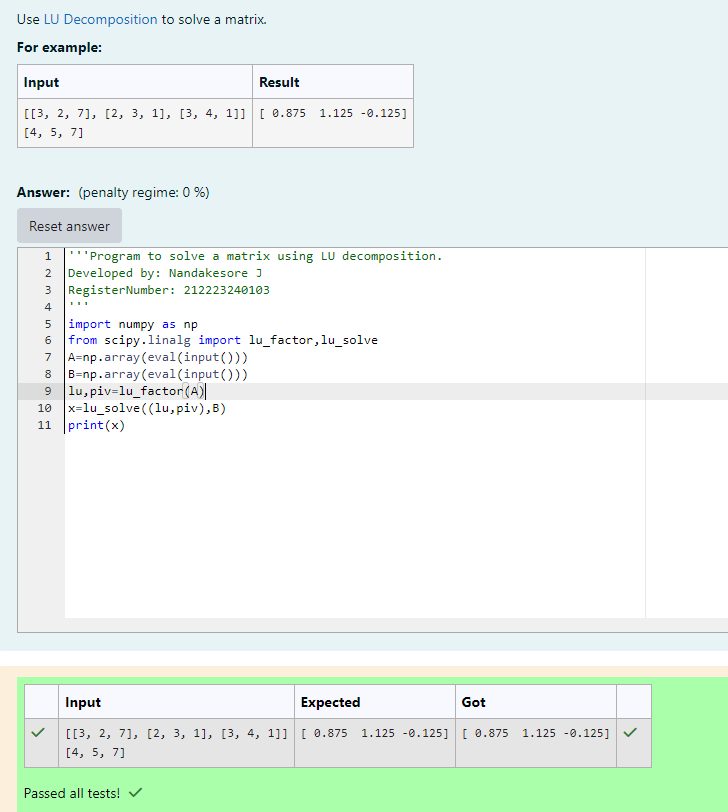 Use LU Decomposition to solve a matrix.
For example:
Input Result
[[3, 2, 7], [2, 3, 1], [3, 4, 1]] [ 0.875  1.125 -0.125]
[4, 5, 7]
Answer: (penalty regime: 0 %)
Reset answer
1 '''Program to solve a matrix using LU decomposition.
2 Developed by: Nandakesore J
3 RegisterNumber: 212223240103
4 '''
5 import numpy as np
6 from scipy.linalg import lu_factor,lu_solve
7 A=np.array(eval(input()))
8 B=np.array(eval(input()))
9 lu,piv=lu_factor(A)
10 x=lu_solve((lu,piv),B)
11 print(x)
Input Expected Got
[[3, 2, 7], [2, 3, 1], [3, 4, 1]] [ 0.875  1.125 -0.125] [ 0.875  1.125 -0.125]
[4, 5, 7]
Passed all tests!